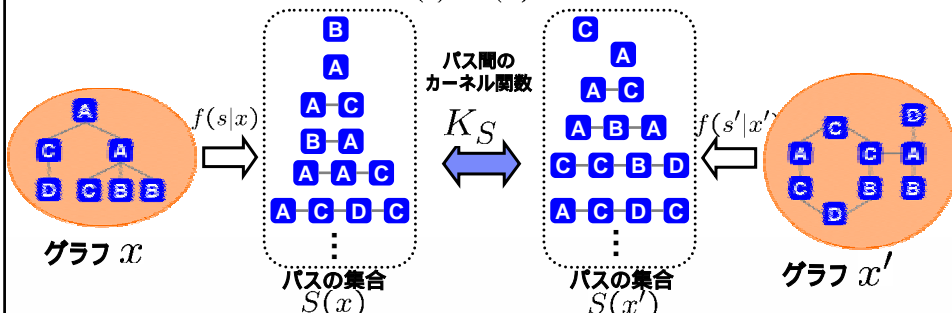 B
A
A C
B A
A A C
A C D C
⋮
パスの集合
S(x)
A
C A
D C B B
グラフ x
f(s|x)
パス間の
カーネル関数
K_S
C
A
A C
A B A
C C B D
A C D C
⋮
パスの集合
S(x′)
f(s′|x′)
D
C
A C A
C B B
D
グラフ x′